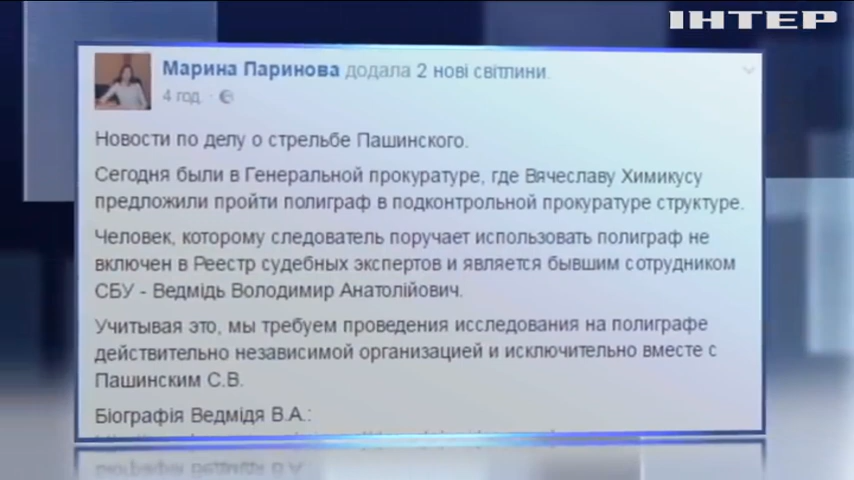 ІНТЕР
Марина Паринова додала 2 нові світлини.
4 год. ·
Новости по делу о стрельбе Пашинского.
Сегодня были в Генеральной прокуратуре, где Вячеславу Химикусу
предложили пройти полиграф в подконтрольной прокуратуре структуре.
Человек, которому следователь поручает использовать полиграф не
включен в Реестр судебных экспертов и является бывшим сотрудником
СБУ - Ведмідь Володимир Анатолійович.
Учитывая это, мы требуем проведения исследования на полиграфе
действительно независимой организацией и исключительно вместе с
Пашинским С.В.
Біографія Ведмідя В.А.: